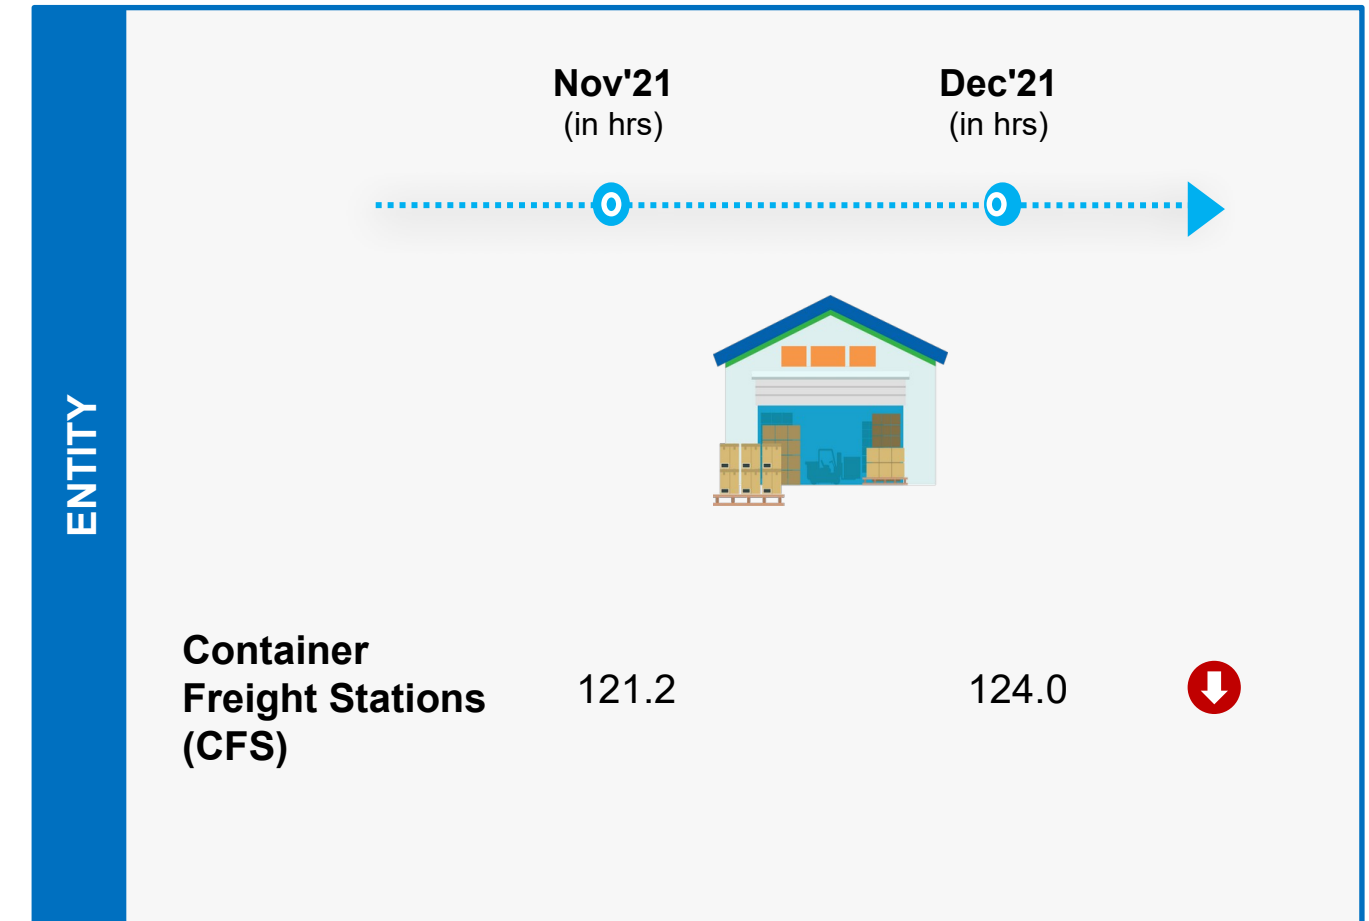 Nov'21
(in hrs)
Dec'21
(in hrs)
ENTITY
Container
Freight Stations
(CFS)
121.2
124.0